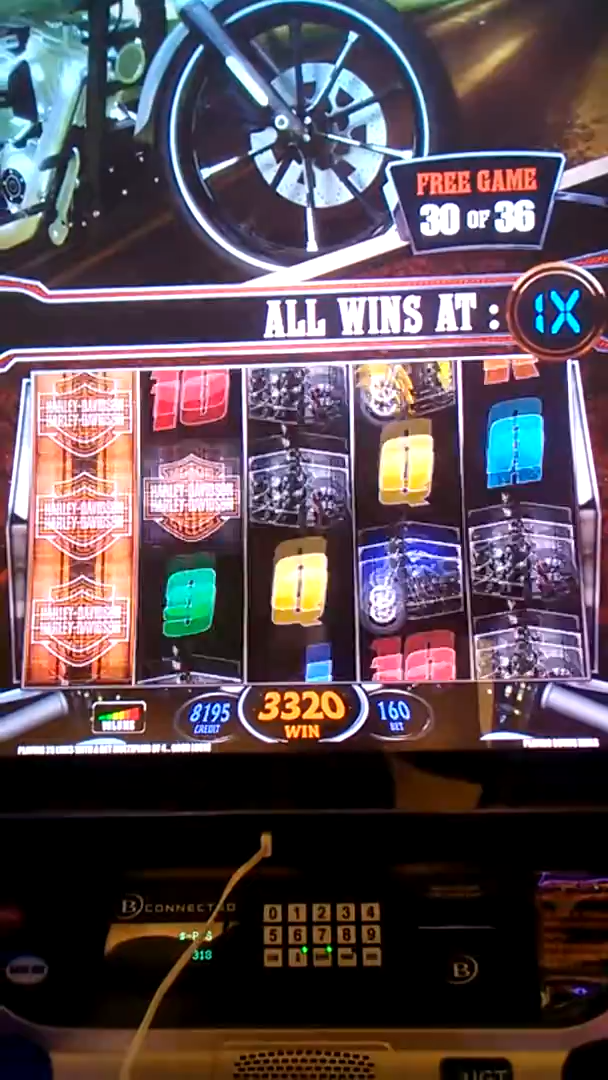 FREE GAME
30 OF 36
ALL WINS AT : 1X
HARLEY-DAVIDSON
HARLEY-DAVIDSON
10
Q
A
HARLEY-DAVIDSON
HARLEY-DAVIDSON
HARLEY-DAVIDSON
HARLEY-DAVIDSON
9
Q
HARLEY-DAVIDSON
HARLEY-DAVIDSON
10
VOLUME
8195
CREDIT
3320
WIN
160
BET
B CONNECTED
318
0 1 2 3 4
5 6 7 8 9
B